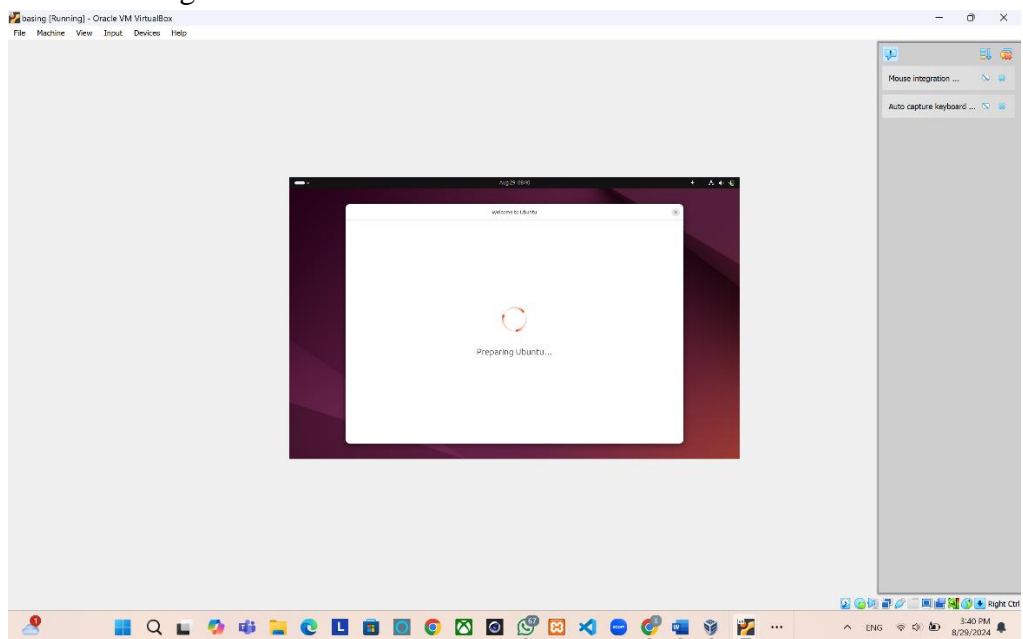 basing [Running] - Oracle VM VirtualBox
File Machine View Input Devices Help
Mouse integration ...
Auto capture keyboard ...
Aug 29 08:40
Welcome to Ubuntu
Preparing Ubuntu...
Right Ctrl
ENG
3:40 PM
8/29/2024